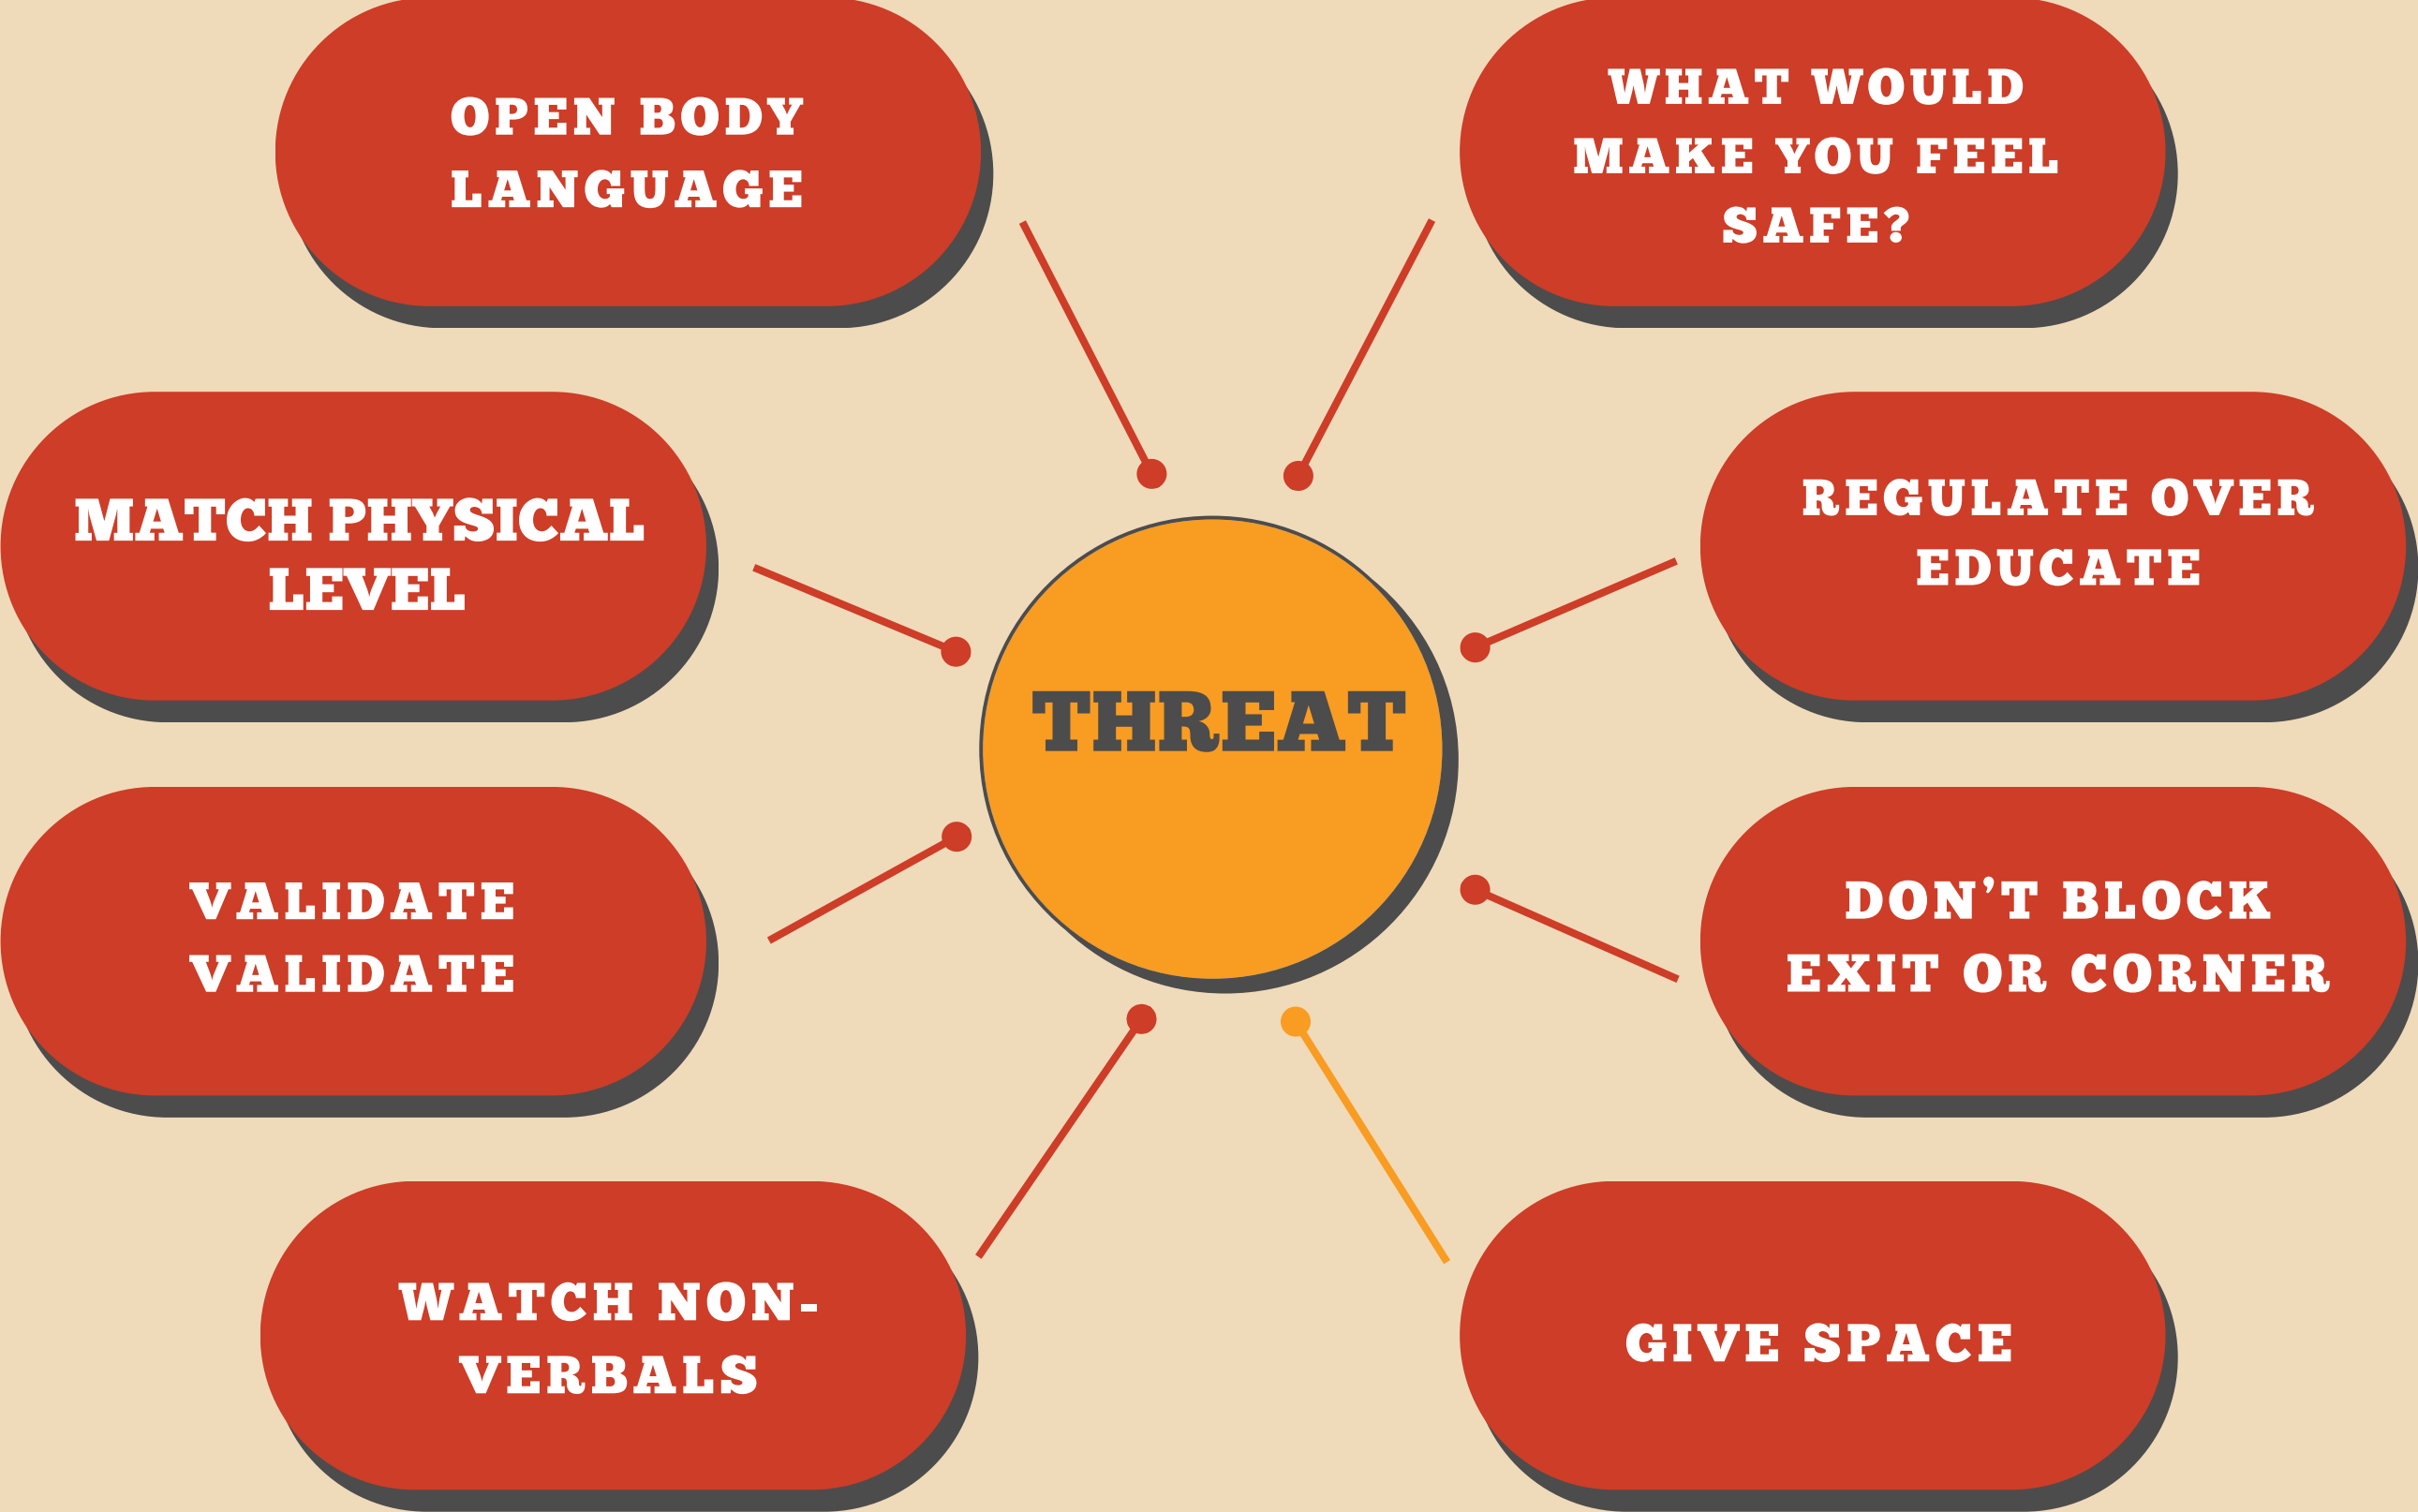 OPEN BODY
LANGUAGE
WHAT WOULD
MAKE YOU FEEL
SAFE?
MATCH PHYSICAL
LEVEL
REGULATE OVER
EDUCATE
THREAT
VALIDATE
VALIDATE
DON'T BLOCK
EXIT OR CORNER
WATCH NON-
VERBALS
GIVE SPACE